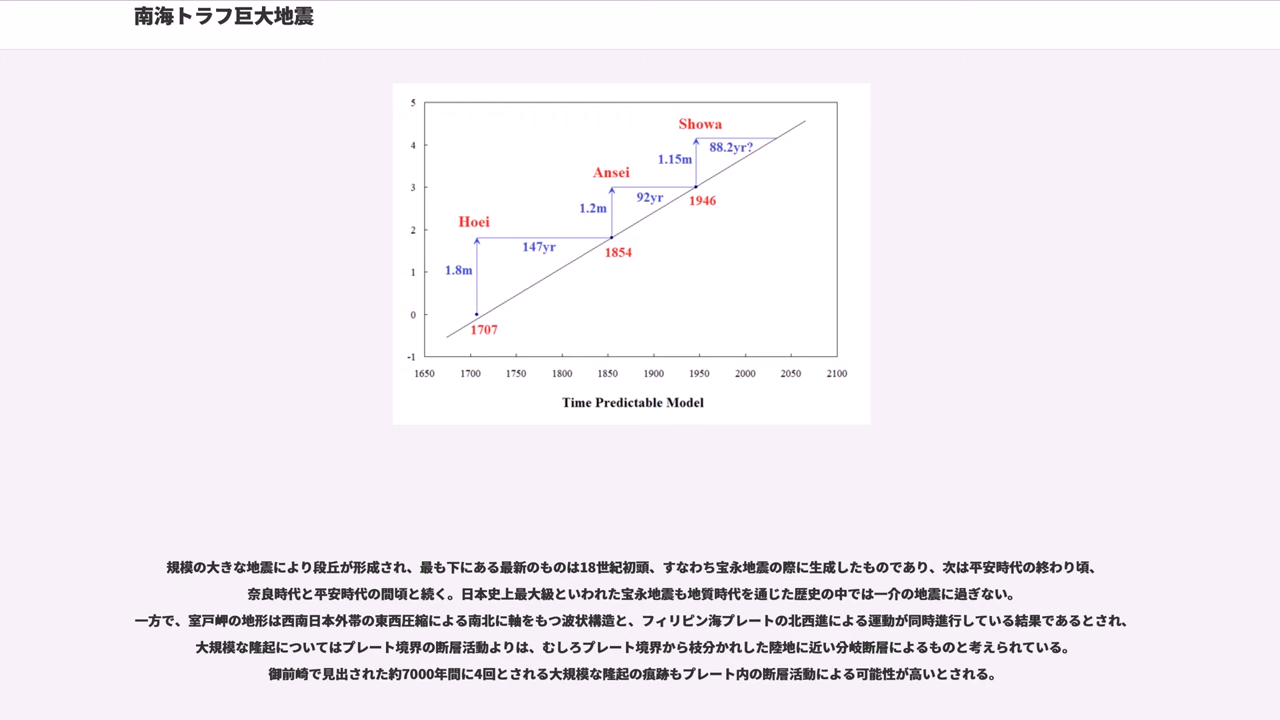 南海トラフ巨大地震
5
Showa
4
88.2yr?
1.15m
Ansei
3
92yr
1946
1.2m
Hoei
2
147yr
1854
1.8m
1
0
1707
-1
1650 1700 1750 1800 1850 1900 1950 2000 2050 2100
Time Predictable Model
規模の大きな地震により段丘が形成され、最も下にある最新のものは18世紀初頭、すなわち宝永地震の際に生成したものであり、次は平安時代の終わり頃、
奈良時代と平安時代の間頃と続く。日本史上最大級といわれた宝永地震も地質時代を通じた歴史の中では一介の地震に過ぎない。
一方で、室戸岬の地形は西南日本外帯の東西圧縮による南北に軸をもつ波状構造と、フィリピン海プレートの北西進による運動が同時進行している結果であるとされ、
大規模な隆起についてはプレート境界の断層活動よりは、むしろプレート境界から枝分かれした陸地に近い分岐断層によるものと考えられている。
御前崎で見出された約7000年間に4回とされる大規模な隆起の痕跡もプレート内の断層活動による可能性が高いとされる。